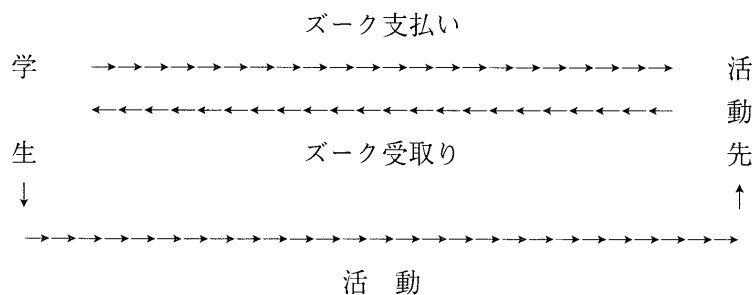 ズーク支払い
学生
活動先
ズーク受取り
活 動